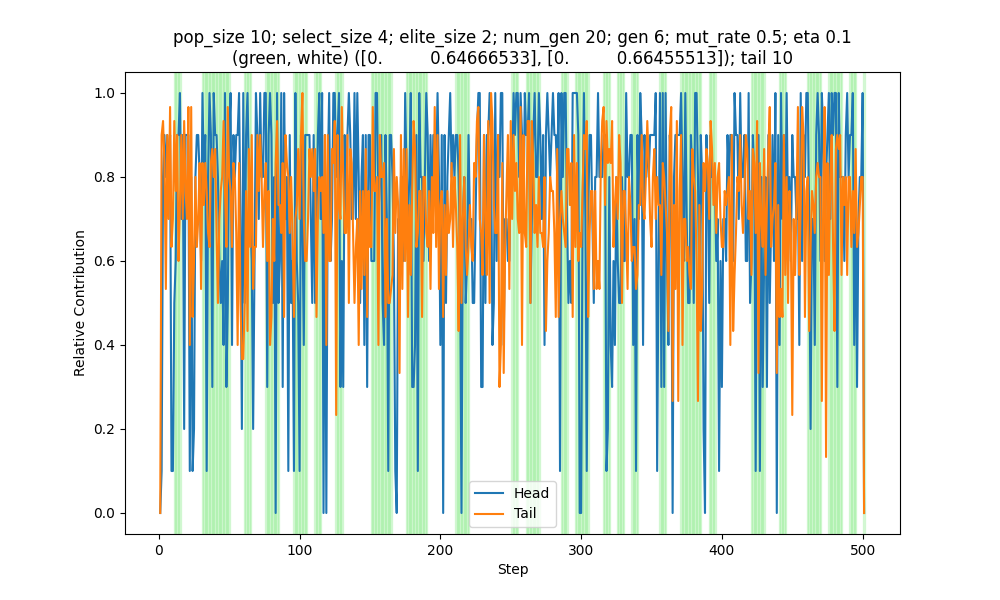 pop_size 10; select_size 4; elite_size 2; num_gen 20; gen 6; mut_rate 0.5; eta 0.1
(green, white) ([0.          0.64666533], [0.          0.66455513]); tail 10
1.0
0.8
0.6
0.4
0.2
0.0
Relative Contribution
Head
Tail
0
100
200
300
400
500
Step